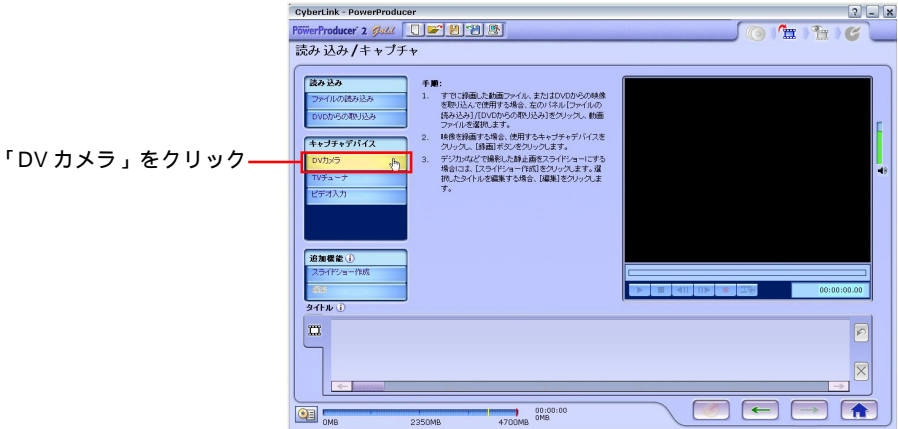 CyberLink - PowerProducer
PowerProducer 2 Gold
読み込み/キャプチャ
読み込み
ファイルの読み込み
DVDからの取り込み
キャプチャデバイス
DVカメラ
TVチューナ
ビデオ入力
追加機能
スライドショー作成
手順:
1. すでに録画した動画ファイル、またはDVDからの映像
を取り込んで使用する場合、左のパネル[ファイルの
読み込み]/[DVDからの取り込み]をクリックし、動画
ファイルを選択します。
2. 映像を録画する場合、使用するキャプチャデバイスを
クリックし、[録画]ボタンをクリックします。
3. デジカメなどで撮影した静止画をスライドショーにする
場合には、[スライドショー作成]をクリックします。選
択したタイトルを編集する場合、[編集]をクリックしま
す。
「DV カメラ」をクリック
00:00:00.00
タイトル
0MB
2350MB
4700MB
00:00:00
0MB